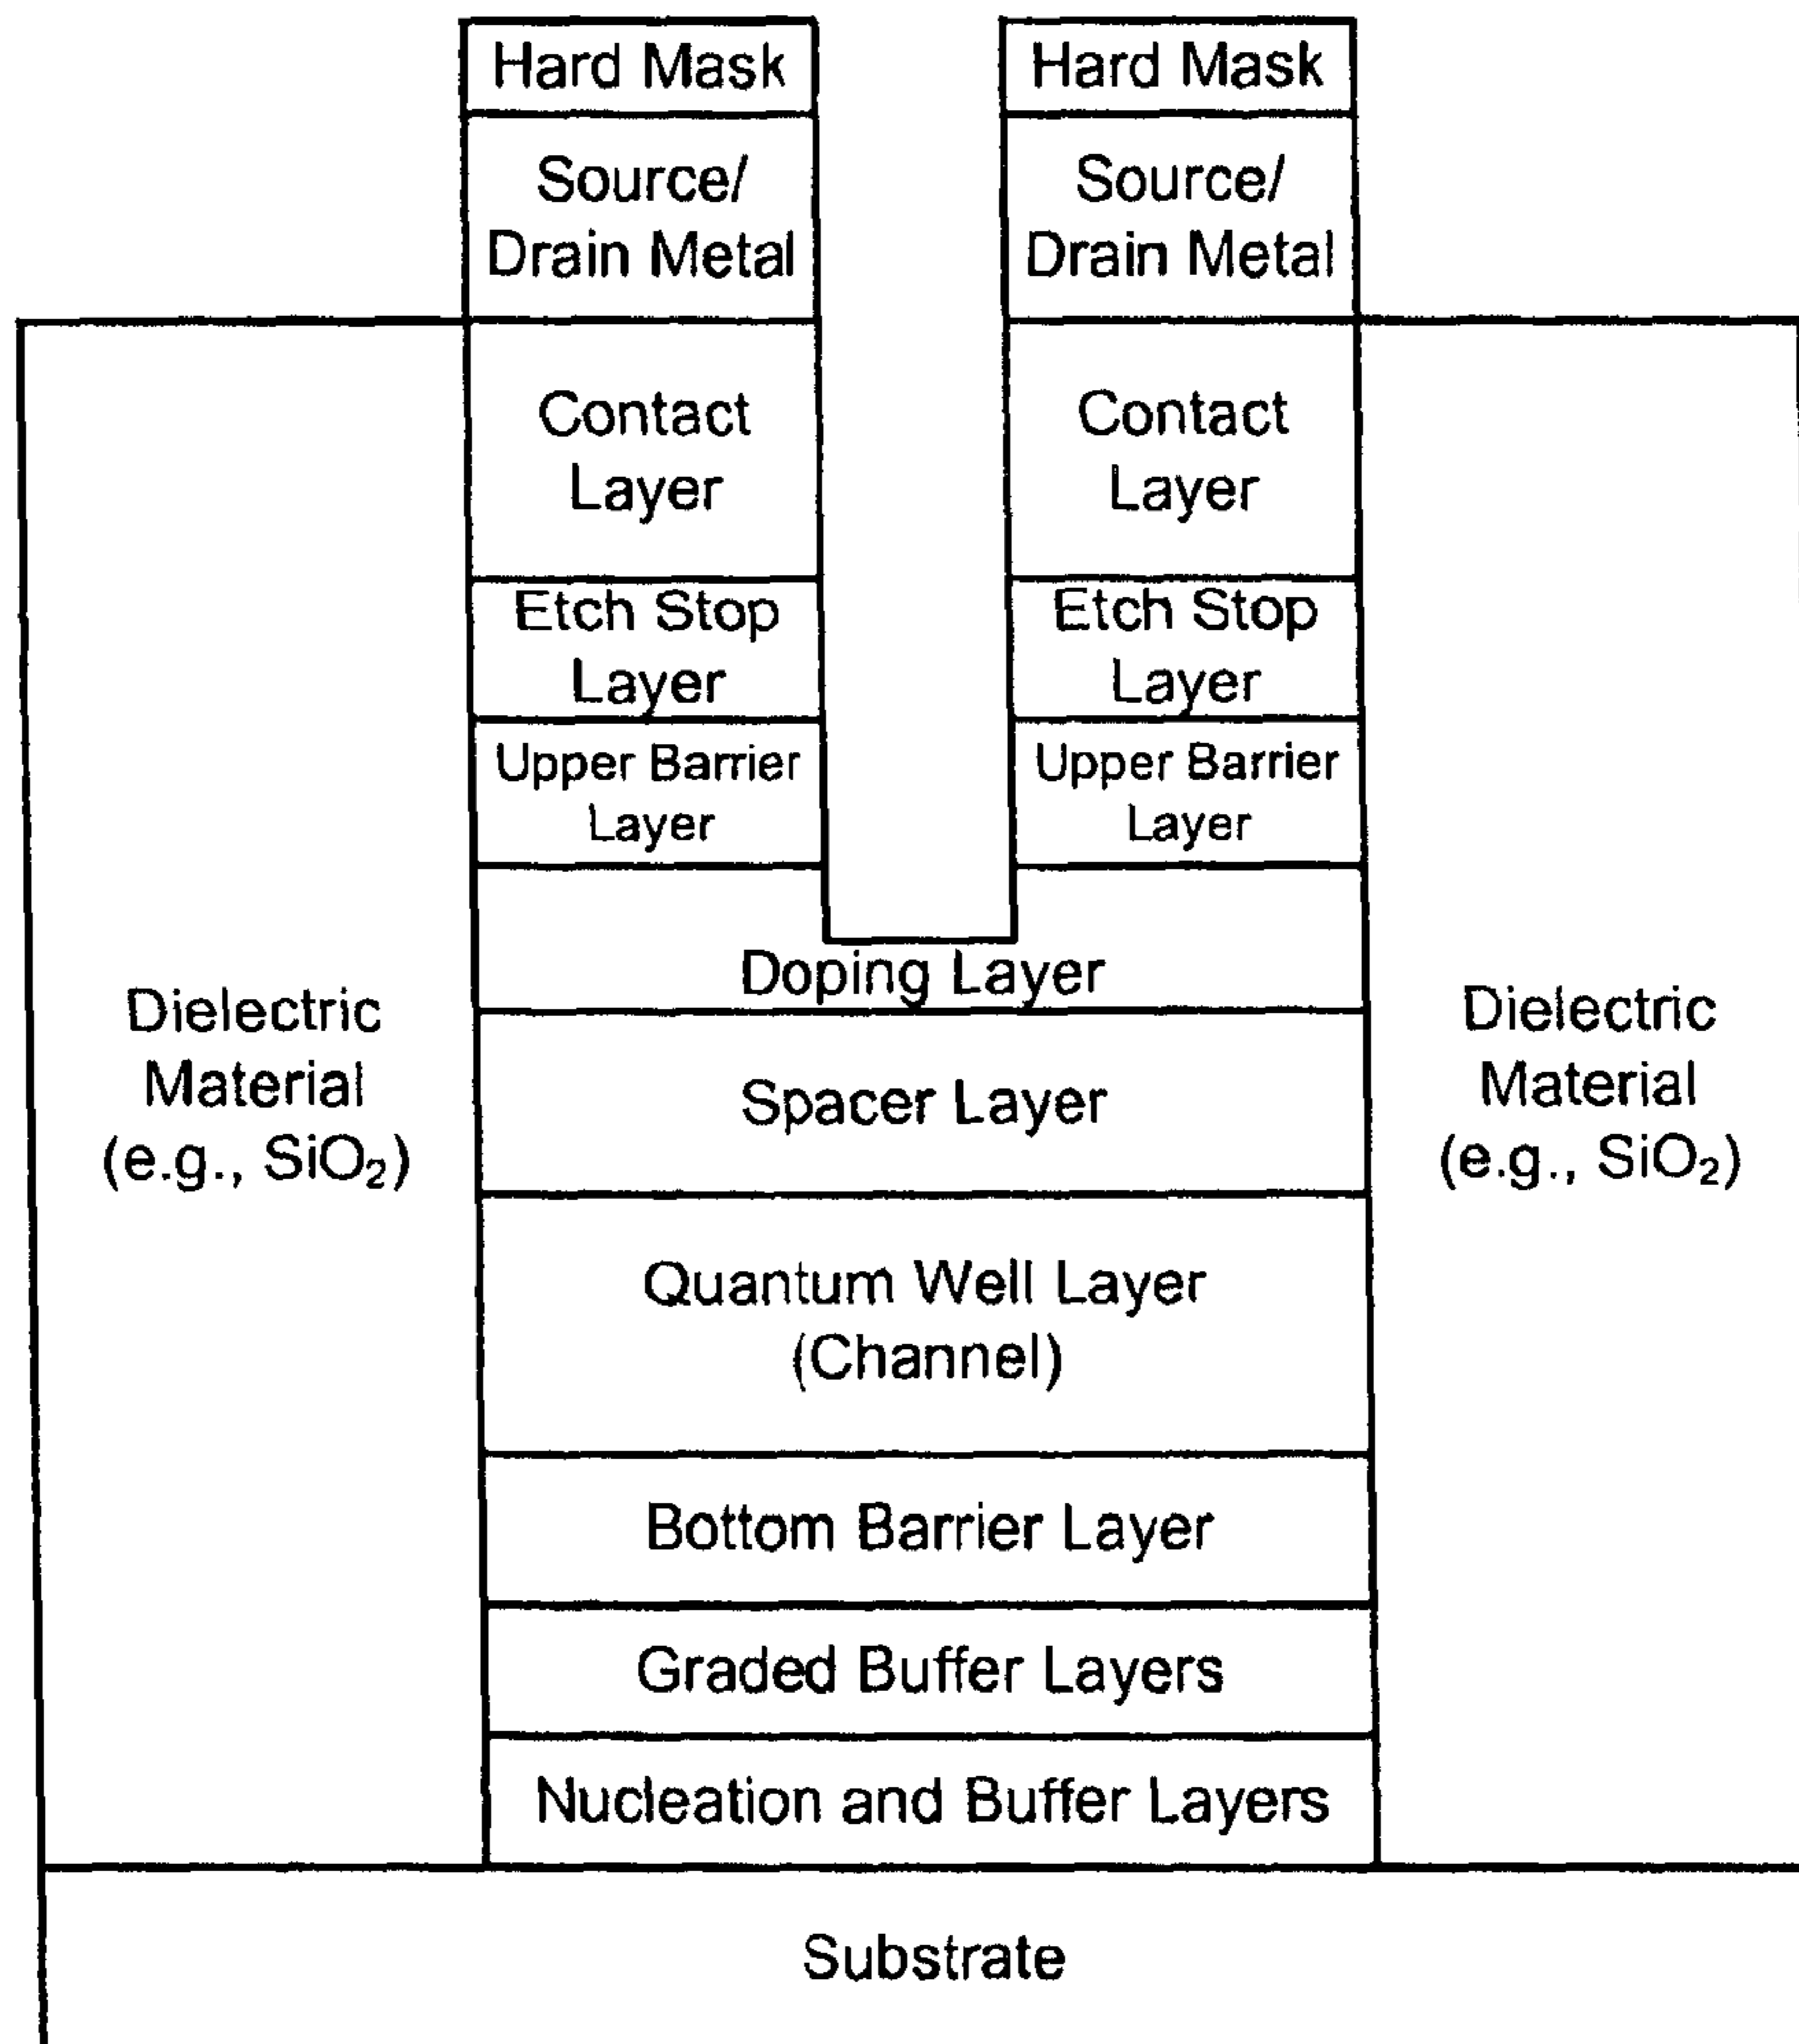 Hard Mask
Hard Mask
Source/
Drain Metal
Source/
Drain Metal
Contact
Layer
Contact
Layer
Etch Stop
Layer
Etch Stop
Layer
Upper Barrier
Layer
Upper Barrier
Layer
Doping Layer
Dielectric
Material
(e.g., SiO₂)
Dielectric
Material
(e.g., SiO₂)
Spacer Layer
Quantum Well Layer
(Channel)
Bottom Barrier Layer
Graded Buffer Layers
Nucleation and Buffer Layers
Substrate